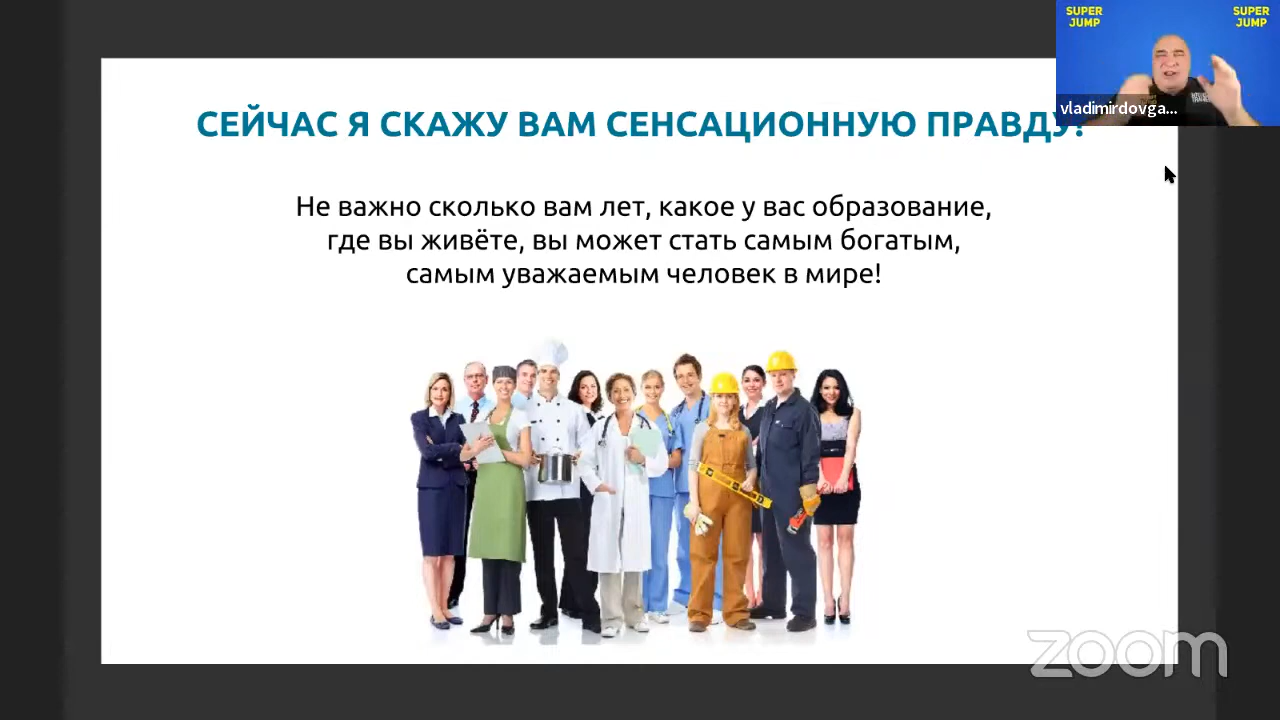 SUPER JUMP
SUPER JUMP
vladimirdovga...
СЕЙЧАС Я СКАЖУ ВАМ СЕНСАЦИОННУЮ ПРАВДУ!
Не важно сколько вам лет, какое у вас образование,
где вы живёте, вы может стать самым богатым,
самым уважаемым человек в мире!
zoom